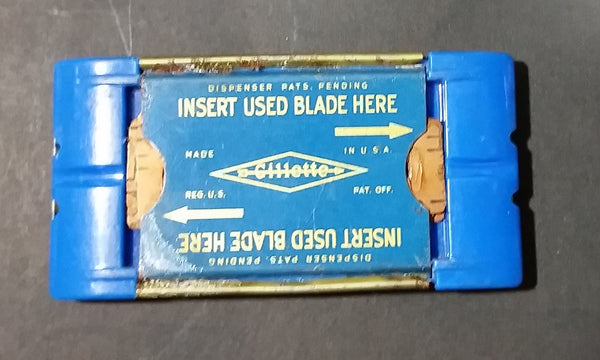 DISPENSER PATS. PENDING
INSERT USED BLADE HERE
MADE IN U.S.A.
Gillette
REG. U.S. PAT. OFF.
INSERT USED BLADE HERE
DISPENSER PATS. PENDING